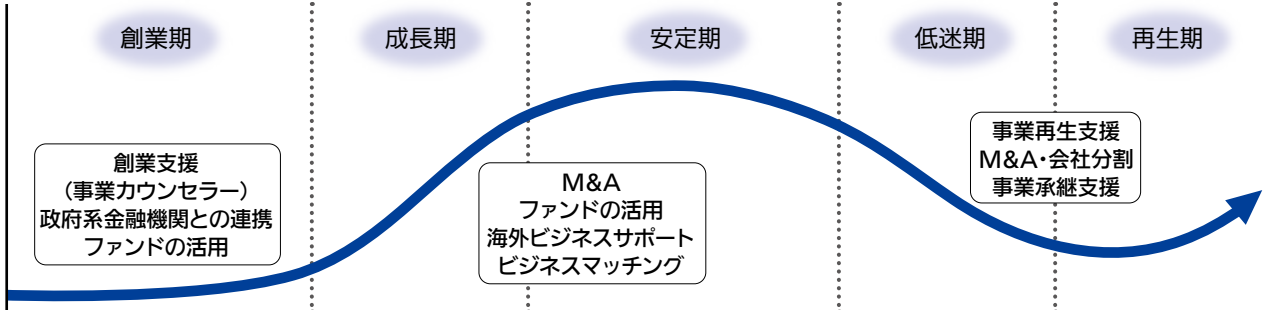 創業期
成長期
安定期
低迷期
再生期
創業支援
（事業カウンセラー）
政府系金融機関との連携
ファンドの活用
M&A
ファンドの活用
海外ビジネスサポート
ビジネスマッチング
事業再生支援
M&A・会社分割
事業承継支援